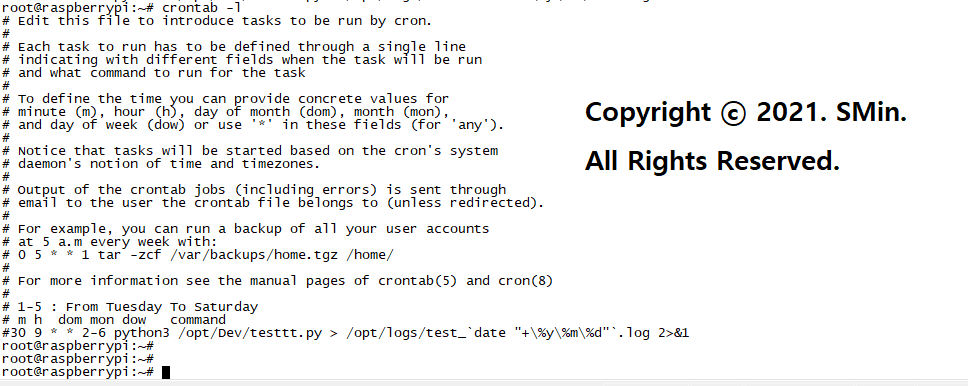 root@raspberrypi:~# crontab -l
# Edit this file to introduce tasks to be run by cron.
#
# Each task to run has to be defined through a single line
# indicating with different fields when the task will be run
# and what command to run for the task
#
# To define the time you can provide concrete values for
# minute (m), hour (h), day of month (dom), month (mon),
# and day of week (dow) or use '*' in these fields (for 'any').
#
# Notice that tasks will be started based on the cron's system
# daemon's notion of time and timezones.
#
# Output of the crontab jobs (including errors) is sent through
# email to the user the crontab file belongs to (unless redirected).
#
# For example, you can run a backup of all your user accounts
# at 5 a.m every week with:
# 0 5 * * 1 tar -zcf /var/backups/home.tgz /home/
#
# For more information see the manual pages of crontab(5) and cron(8)
#
# 1-5 : From Tuesday To Saturday
# m h  dom mon dow   command
#30 9 * * 2-6 python3 /opt/Dev/testtt.py > /opt/logs/test_`date "+\%y\%m\%d"`.log 2>&1
root@raspberrypi:~#
root@raspberrypi:~#
root@raspberrypi:~#
Copyright ⓒ 2021. SMin.
All Rights Reserved.